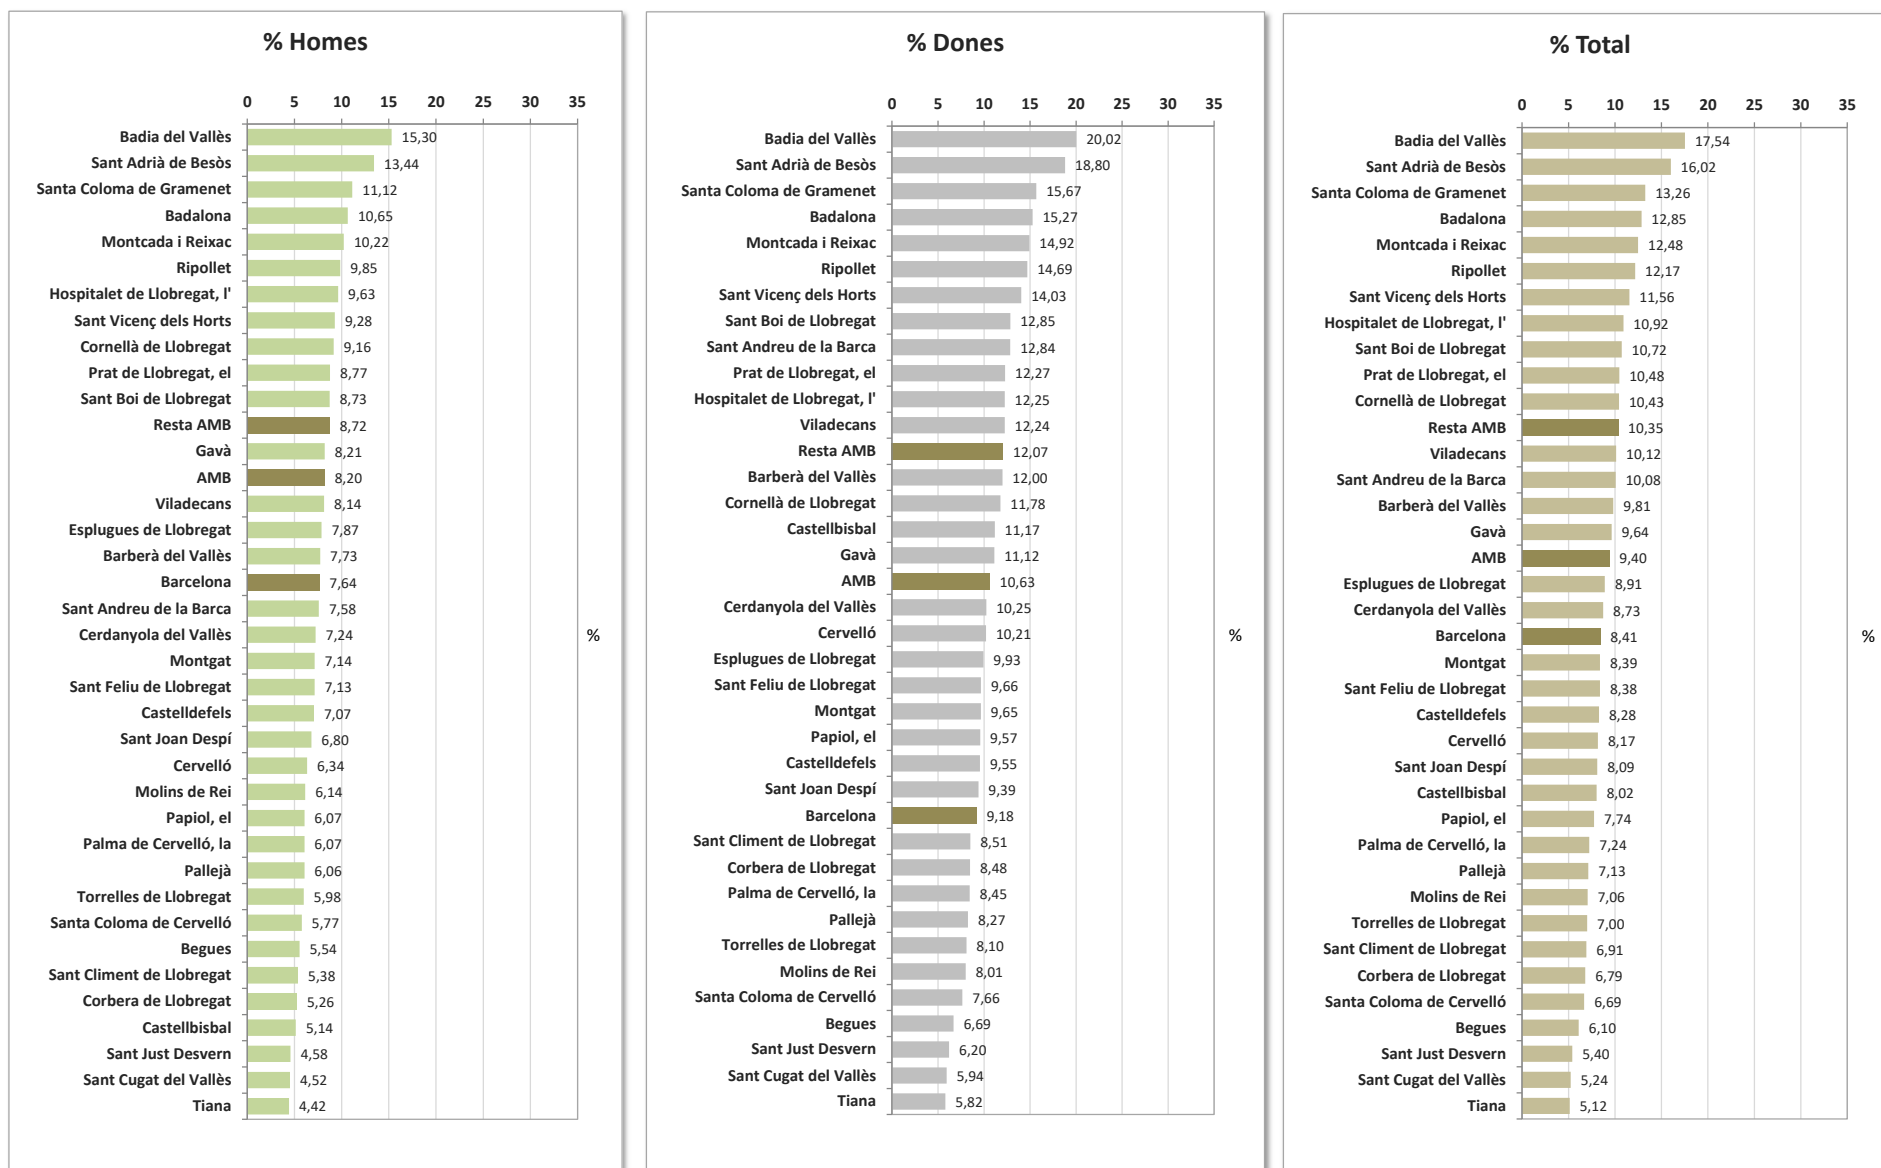 % Homes
0 5 10 15 20 25 30 35
Badia del Vallès 15,30
Sant Adrià de Besòs 13,44
Santa Coloma de Gramenet 11,12
Badalona 10,65
Montcada i Reixac 10,22
Ripollet 9,85
Hospitalet de Llobregat, l' 9,63
Sant Vicenç dels Horts 9,28
Cornellà de Llobregat 9,16
Prat de Llobregat, el 8,77
Sant Boi de Llobregat 8,73
Resta AMB 8,72
Gavà 8,21
AMB 8,20
Viladecans 8,14
Esplugues de Llobregat 7,87
Barberà del Vallès 7,73
Barcelona 7,64
Sant Andreu de la Barca 7,58
Cerdanyola del Vallès 7,24
%
Montgat 7,14
Sant Feliu de Llobregat 7,13
Castelldefels 7,07
Sant Joan Despí 6,80
Cervelló 6,34
Molins de Rei 6,14
Papiol, el 6,07
Palma de Cervelló, la 6,07
Pallejà 6,06
Torrelles de Llobregat 5,98
Santa Coloma de Cervelló 5,77
Begues 5,54
Sant Climent de Llobregat 5,38
Corbera de Llobregat 5,26
Castellbisbal 5,14
Sant Just Desvern 4,58
Sant Cugat del Vallès 4,52
Tiana 4,42
% Dones
0 5 10 15 20 25 30 35
Badia del Vallès 20,02
Sant Adrià de Besòs 18,80
Santa Coloma de Gramenet 15,67
Badalona 15,27
Montcada i Reixac 14,92
Ripollet 14,69
Sant Vicenç dels Horts 14,03
Sant Boi de Llobregat 12,85
Sant Andreu de la Barca 12,84
Prat de Llobregat, el 12,27
Hospitalet de Llobregat, l' 12,25
Viladecans 12,24
Resta AMB 12,07
Barberà del Vallès 12,00
Cornellà de Llobregat 11,78
Castellbisbal 11,17
Gavà 11,12
AMB 10,63
Cerdanyola del Vallès 10,25
Cervelló 10,21
%
Esplugues de Llobregat 9,93
Sant Feliu de Llobregat 9,66
Montgat 9,65
Papiol, el 9,57
Castelldefels 9,55
Sant Joan Despí 9,39
Barcelona 9,18
Sant Climent de Llobregat 8,51
Corbera de Llobregat 8,48
Palma de Cervelló, la 8,45
Pallejà 8,27
Torrelles de Llobregat 8,10
Molins de Rei 8,01
Santa Coloma de Cervelló 7,66
Begues 6,69
Sant Just Desvern 6,20
Sant Cugat del Vallès 5,94
Tiana 5,82
% Total
0 5 10 15 20 25 30 35
Badia del Vallès 17,54
Sant Adrià de Besòs 16,02
Santa Coloma de Gramenet 13,26
Badalona 12,85
Montcada i Reixac 12,48
Ripollet 12,17
Sant Vicenç dels Horts 11,56
Hospitalet de Llobregat, l' 10,92
Sant Boi de Llobregat 10,72
Prat de Llobregat, el 10,48
Cornellà de Llobregat 10,43
Resta AMB 10,35
Viladecans 10,12
Sant Andreu de la Barca 10,08
Barberà del Vallès 9,81
Gavà 9,64
AMB 9,40
Esplugues de Llobregat 8,91
Cerdanyola del Vallès 8,73
Barcelona 8,41
%
Montgat 8,39
Sant Feliu de Llobregat 8,38
Castelldefels 8,28
Cervelló 8,17
Sant Joan Despí 8,09
Castellbisbal 8,02
Papiol, el 7,74
Palma de Cervelló, la 7,24
Pallejà 7,13
Molins de Rei 7,06
Torrelles de Llobregat 7,00
Sant Climent de Llobregat 6,91
Corbera de Llobregat 6,79
Santa Coloma de Cervelló 6,69
Begues 6,10
Sant Just Desvern 5,40
Sant Cugat del Vallès 5,24
Tiana 5,12